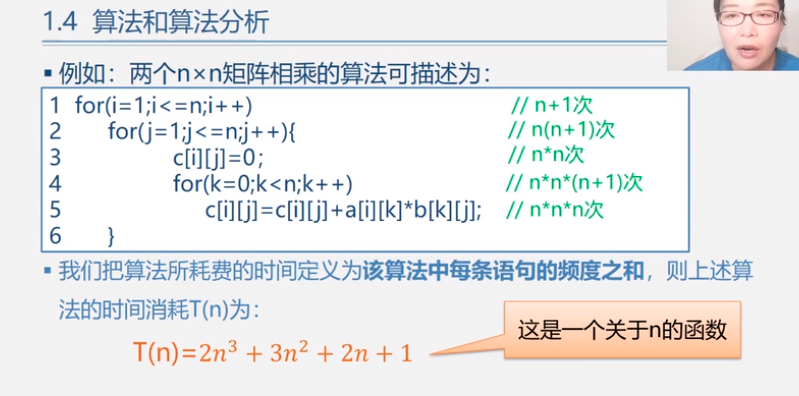 1.4 算法和算法分析
▪ 例如：两个n×n矩阵相乘的算法可描述为：
1 for(i=1;i<=n;i++) // n+1次
2 for(j=1;j<=n;j++){ // n(n+1)次
3 c[i][j]=0; // n*n次
4 for(k=0;k<n;k++) // n*n*(n+1)次
5 c[i][j]=c[i][j]+a[i][k]*b[k][j]; // n*n*n次
6 }
▪ 我们把算法所耗费的时间定义为该算法中每条语句的频度之和，则上述算
法的时间消耗T(n)为：
T(n)=2n³ + 3n² + 2n + 1
这是一个关于n的函数